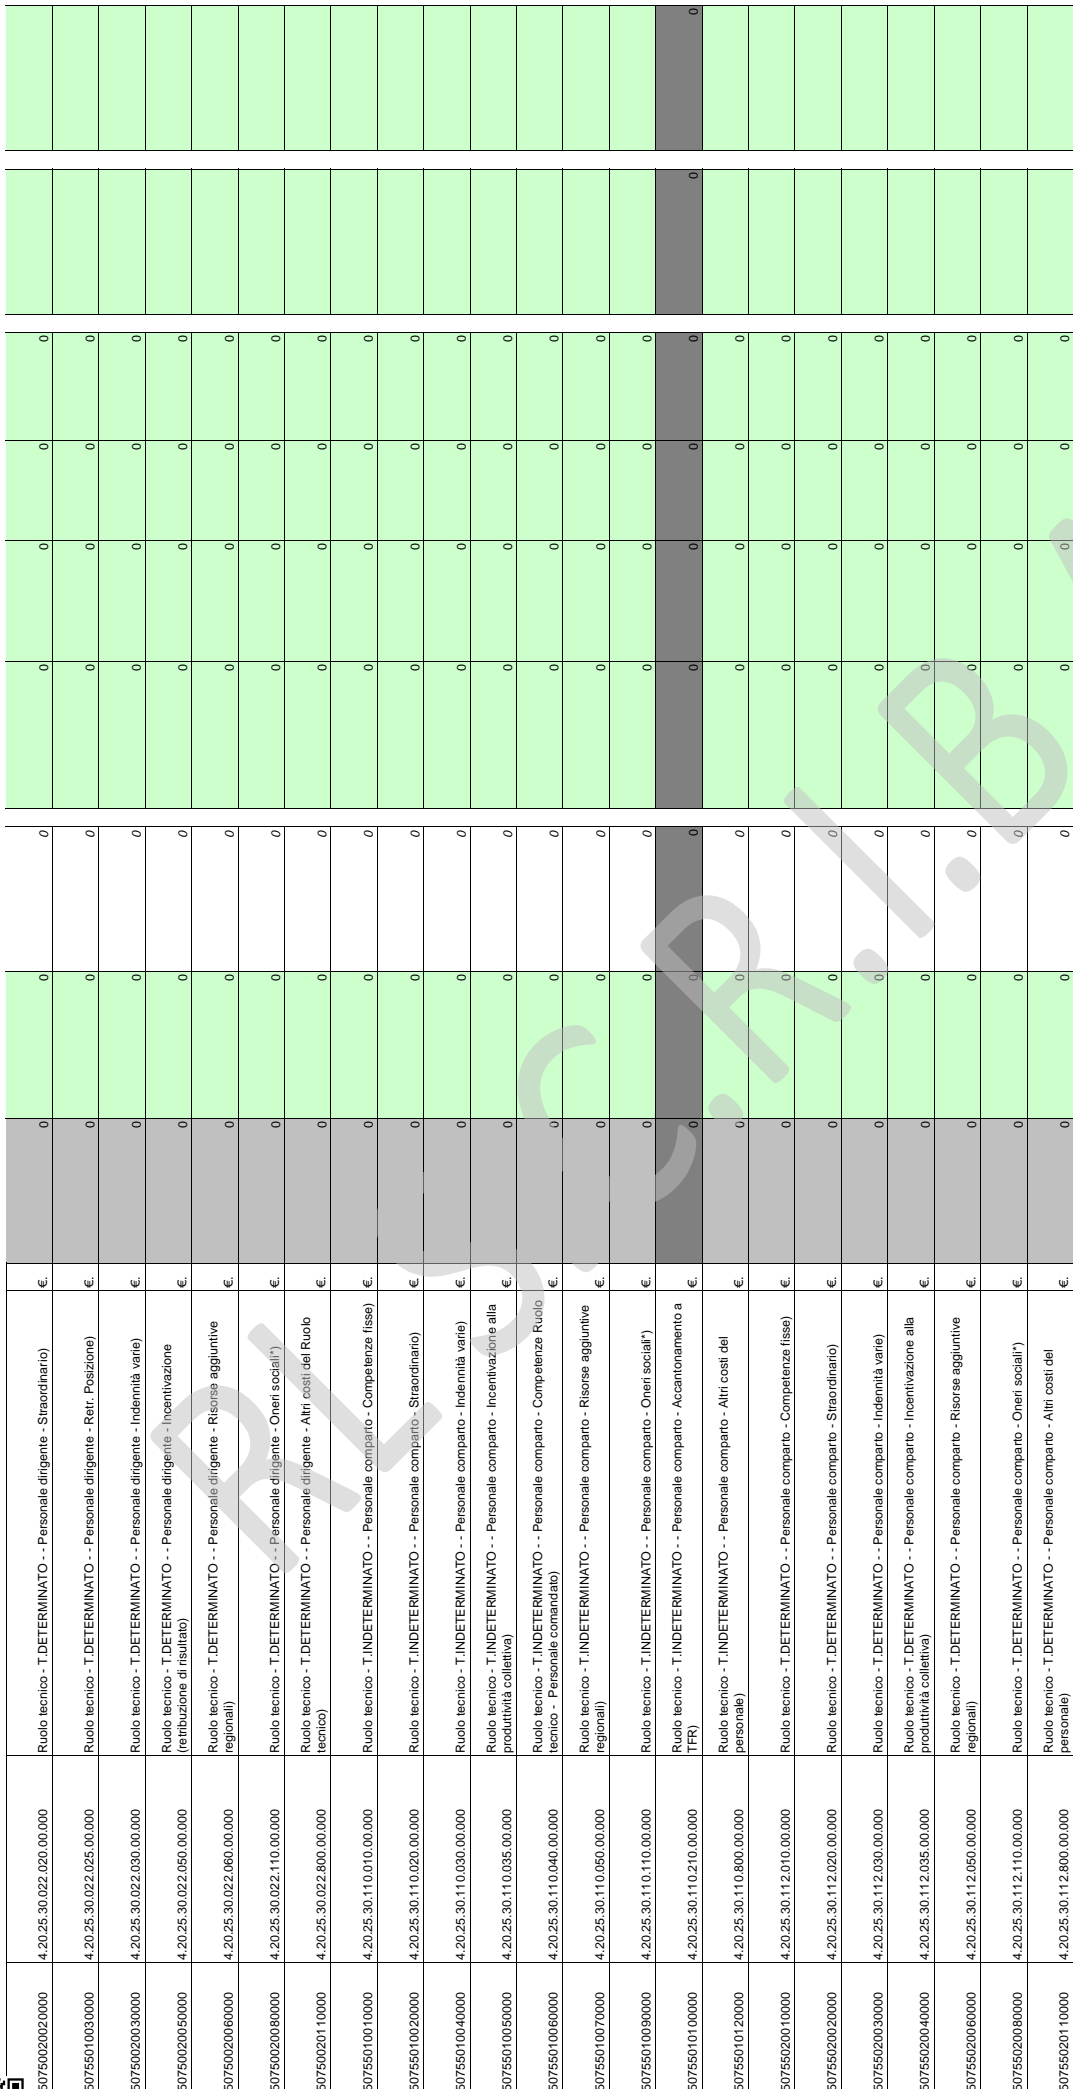 60750020020000 4.20.25.30.022.020.00.000 Ruolo tecnico - T.DETERMINATO - - Personale dirigente - Straordinario) €. 0 0 0 0 0 0 0
60755010030000 4.20.25.30.022.025.00.000 Ruolo tecnico - T.DETERMINATO - - Personale dirigente - Retr. Posizione) €. 0 0 0 0 0 0 0
60750020030000 4.20.25.30.022.030.00.000 Ruolo tecnico - T.DETERMINATO - - Personale dirigente - Indennità varie) €. 0 0 0 0 0 0 0
60750020050000 4.20.25.30.022.050.00.000 Ruolo tecnico - T.DETERMINATO - - Personale dirigente - Incentivazione
(retribuzione di risultato) €. 0 0 0 0 0 0 0
60750020060000 4.20.25.30.022.060.00.000 Ruolo tecnico - T.DETERMINATO - - Personale dirigente - Risorse aggiuntive
regionali) €. 0 0 0 0 0 0 0
60750020080000 4.20.25.30.022.110.00.000 Ruolo tecnico - T.DETERMINATO - - Personale dirigente - Oneri sociali*) €. 0 0 0 0 0 0 0
60750020110000 4.20.25.30.022.800.00.000 Ruolo tecnico - T.DETERMINATO - - Personale dirigente - Altri costi del Ruolo
tecnico) €. 0 0 0 0 0 0 0
60755010010000 4.20.25.30.110.010.00.000 Ruolo tecnico - T.INDETERMINATO - - Personale comparto - Competenze fisse) €. 0 0 0 0 0 0 0
60755010020000 4.20.25.30.110.020.00.000 Ruolo tecnico - T.INDETERMINATO - - Personale comparto - Straordinario) €. 0 0 0 0 0 0 0
60755010040000 4.20.25.30.110.030.00.000 Ruolo tecnico - T.INDETERMINATO - - Personale comparto - Indennità varie) €. 0 0 0 0 0 0 0
60755010050000 4.20.25.30.110.035.00.000 Ruolo tecnico - T.INDETERMINATO - - Personale comparto - Incentivazione alla
produttività collettiva) €. 0 0 0 0 0 0 0
60755010060000 4.20.25.30.110.040.00.000 Ruolo tecnico - T.INDETERMINATO - - Personale comparto - Competenze Ruolo
tecnico - Personale comandato) €. 0 0 0 0 0 0 0
60755010070000 4.20.25.30.110.050.00.000 Ruolo tecnico - T.INDETERMINATO - - Personale comparto - Risorse aggiuntive
regionali) €. 0 0 0 0 0 0 0
60755010090000 4.20.25.30.110.110.00.000 Ruolo tecnico - T.INDETERMINATO - - Personale comparto - Oneri sociali*) €. 0 0 0 0 0 0 0
60755010100000 4.20.25.30.110.210.00.000 Ruolo tecnico - T.INDETERMINATO - - Personale comparto - Accantonamento a
TFR) €. 0 0 0 0 0 0 0 0 0
60755010120000 4.20.25.30.110.800.00.000 Ruolo tecnico - T.INDETERMINATO - - Personale comparto - Altri costi del
personale) €. 0 0 0 0 0 0 0
60755020010000 4.20.25.30.112.010.00.000 Ruolo tecnico - T.DETERMINATO - - Personale comparto - Competenze fisse) €. 0 0 0 0 0 0 0
60755020020000 4.20.25.30.112.020.00.000 Ruolo tecnico - T.DETERMINATO - - Personale comparto - Straordinario) €. 0 0 0 0 0 0 0
60755020030000 4.20.25.30.112.030.00.000 Ruolo tecnico - T.DETERMINATO - - Personale comparto - Indennità varie) €. 0 0 0 0 0 0 0
60755020040000 4.20.25.30.112.035.00.000 Ruolo tecnico - T.DETERMINATO - - Personale comparto - Incentivazione alla
produttività collettiva) €. 0 0 0 0 0 0 0
60755020060000 4.20.25.30.112.050.00.000 Ruolo tecnico - T.DETERMINATO - - Personale comparto - Risorse aggiuntive
regionali) €. 0 0 0 0 0 0 0
60755020080000 4.20.25.30.112.110.00.000 Ruolo tecnico - T.DETERMINATO - - Personale comparto - Oneri sociali*) €. 0 0 0 0 0 0 0
60755020110000 4.20.25.30.112.800.00.000 Ruolo tecnico - T.DETERMINATO - - Personale comparto - Altri costi del
personale) €. 0 0 0 0 0 0 0
RL SC.R.I.B.